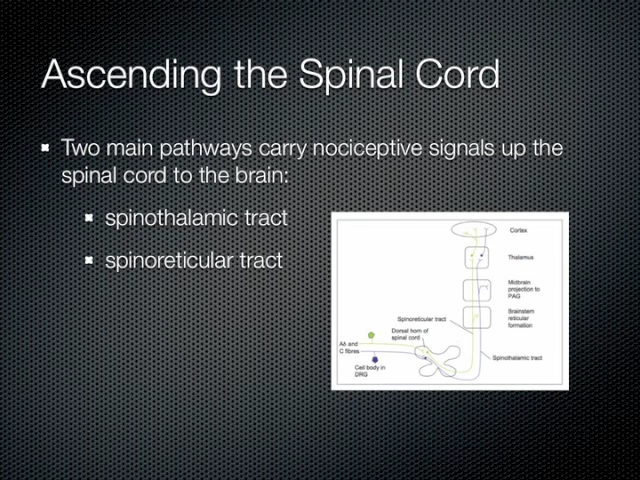 Ascending the Spinal Cord
Two main pathways carry nociceptive signals up the
spinal cord to the brain:
spinothalamic tract
spinoreticular tract
Cortex
Thalamus
Midbrain
projection to
PAG
Brainstem
reticular
formation
Spinoreticular tract
Dorsal horn of
spinal cord
Aδ and
C fibres
Spinothalamic tract
Cell body in
DRG